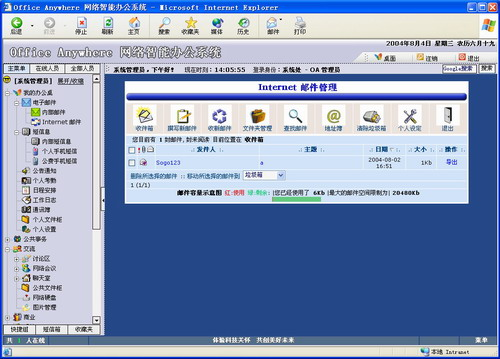 Office Anywhere 网络智能办公系统 - Microsoft Internet Explorer
后退 前进 停止 刷新 主页 搜索 收藏夹 媒体 历史 邮件 打印
Office Anywhere 网络智能办公系统
2004年8月4日 星期三 农历六月十九
桌面 注销 退出
主菜单 在线人员 全部人员
系统管理员，下午好! 现在时间：14:05:55 登录身份：系统处 - OA 管理员
Google搜索 搜索
[系统管理员] 展开/收缩
我的办公桌
电子邮件
内部邮件
Internet 邮件
短信息
内部短信息
个人手机短信
公费手机短信
公告通知
个人考勤
日程安排
工作日志
通讯簿
个人文件柜
个人设置
公共事务
交流
讨论区
网络会议
聊天室
公共文件柜
网络硬盘
图片管理
商业
快捷组 短信箱 收藏夹
Internet 邮件管理
收件箱 撰写新邮件 收新邮件 文件夹管理 查找邮件 地址簿 清除垃圾箱 个人设定 退出
您目前有 1 封邮件, 封未阅读 目前位置在 收件箱
发件人 主题 日期 大小 操作
Sogo123 a 2004-08-02 16:51 1Kb 导出
删除所选择的邮件 :: 移动所选择的邮件到 垃圾箱
1 (1/1)
邮件容量示意图 红:使用 绿:剩余: |您已经使用了 6Kb |最大的邮件空间限制为| 20480Kb
共 1 人在线 体验科技关怀 共创美好未来 菜单
本地 Intranet